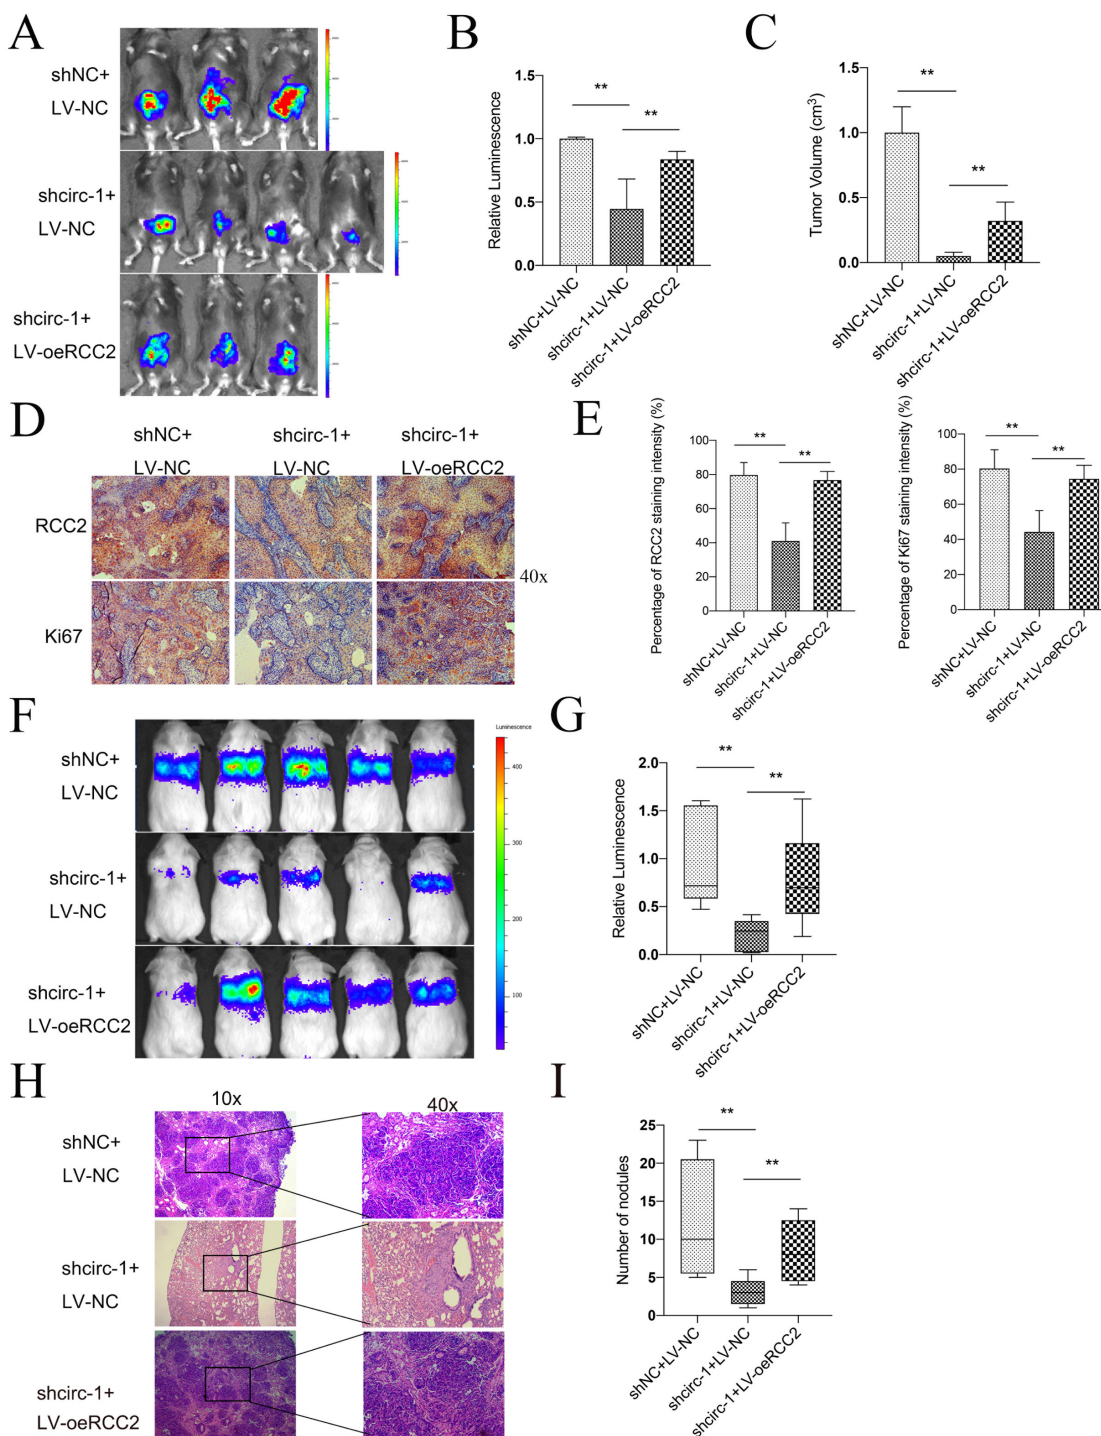 A
shNC+
LV-NC
shcirc-1+
LV-NC
shcirc-1+
LV-oeRCC2
B
Relative Luminescence
1.5
1.0
0.5
0.0
**
**
shNC+LV-NC
shcirc-1+LV-NC
shcirc-1+LV-oeRCC2
C
Tumor Volume (cm³)
1.5
1.0
0.5
0.0
**
**
shNC+LV-NC
shcirc-1+LV-NC
shcirc-1+LV-oeRCC2
D
shNC+
LV-NC
shcirc-1+
LV-NC
shcirc-1+
LV-oeRCC2
RCC2
Ki67
40x
E
Percentage of RCC2 staining intensity (%)
100
80
60
40
20
0
**
**
shNC+LV-NC
shcirc-1+LV-NC
shcirc-1+LV-oeRCC2
Percentage of Ki67 staining intensity (%)
100
80
60
40
20
0
**
**
shNC+LV-NC
shcirc-1+LV-NC
shcirc-1+LV-oeRCC2
F
shNC+
LV-NC
shcirc-1+
LV-NC
shcirc-1+
LV-oeRCC2
Luminescence
400
300
200
100
G
Relative Luminescence
2.0
1.5
1.0
0.5
0.0
**
**
shNC+LV-NC
shcirc-1+LV-NC
shcirc-1+LV-oeRCC2
H
10x
40x
shNC+
LV-NC
shcirc-1+
LV-NC
shcirc-1+
LV-oeRCC2
I
Number of nodules
25
20
15
10
5
0
**
**
shNC+LV-NC
shcirc-1+LV-NC
shcirc-1+LV-oeRCC2